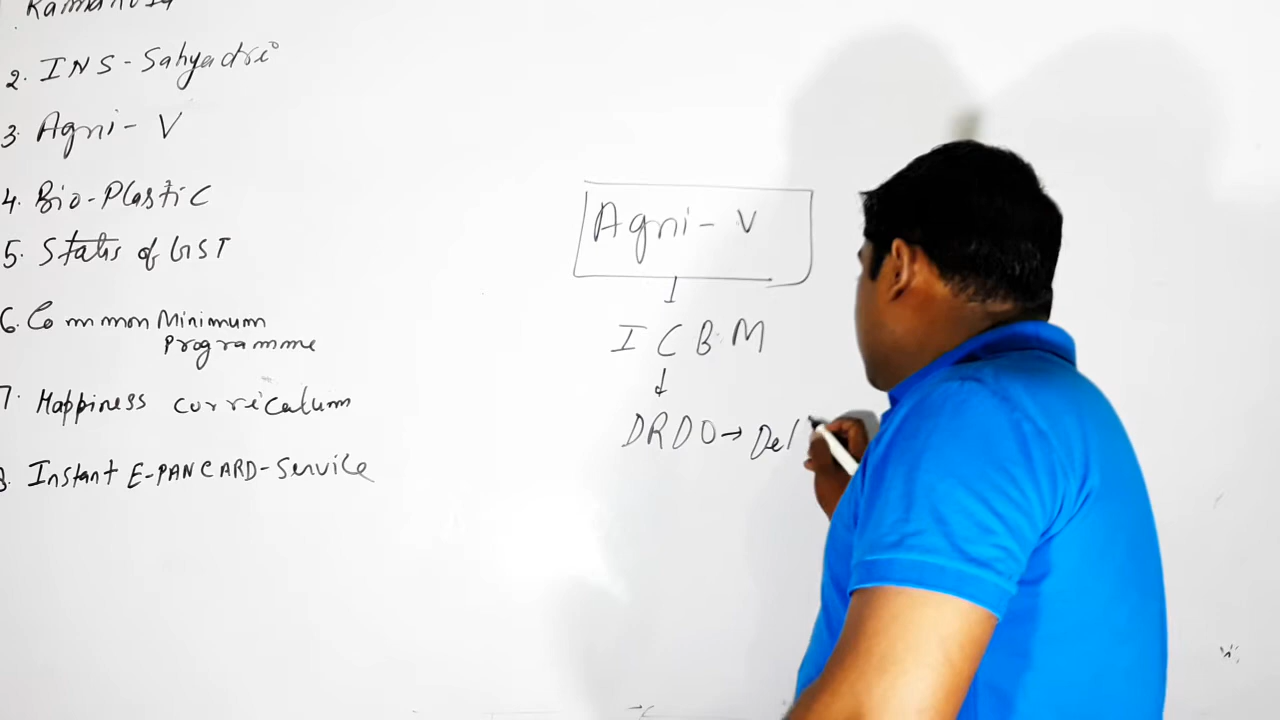 2. INS - Sahyadri
3. Agni - V
4. Bio-Plastic
5. Status of GST
6. Common Minimum
Programme
7. Happiness curriculum
8. Instant E-PANCARD-Service
Agni - V
ICBM
DRDO → Del